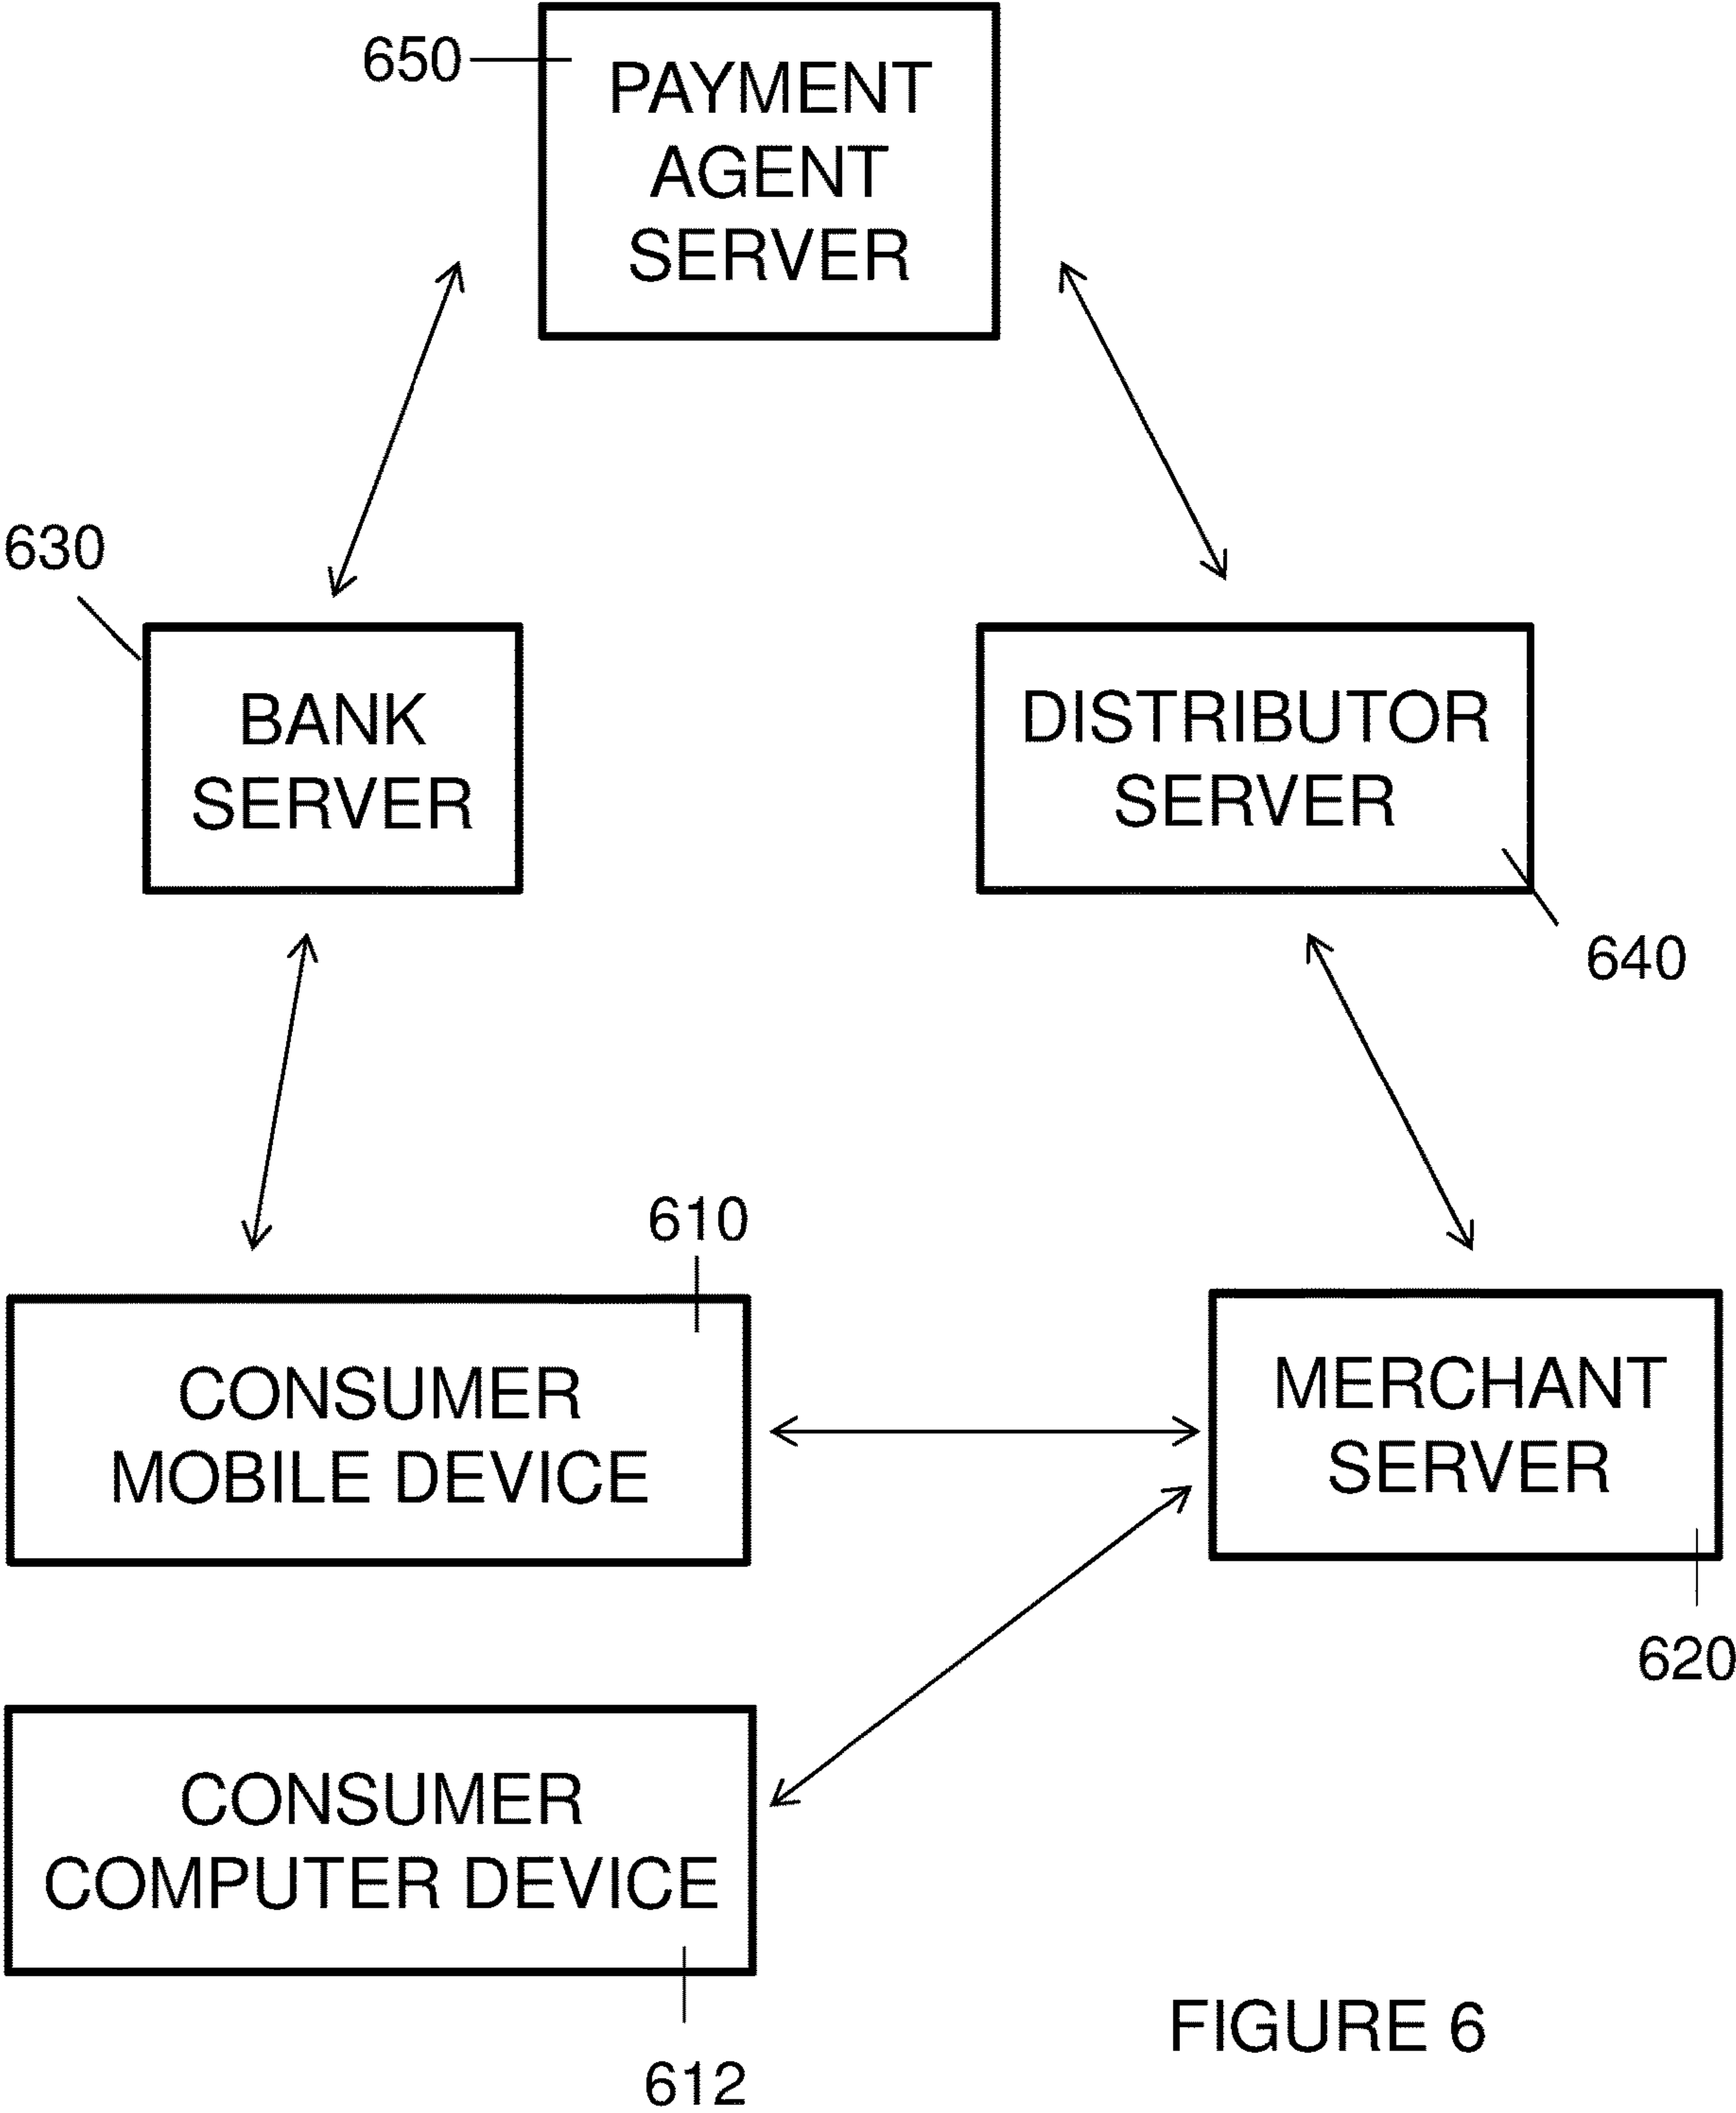 650
PAYMENT
AGENT
SERVER
630
BANK
SERVER
DISTRIBUTOR
SERVER
640
610
CONSUMER
MOBILE DEVICE
MERCHANT
SERVER
620
CONSUMER
COMPUTER DEVICE
612
FIGURE 6